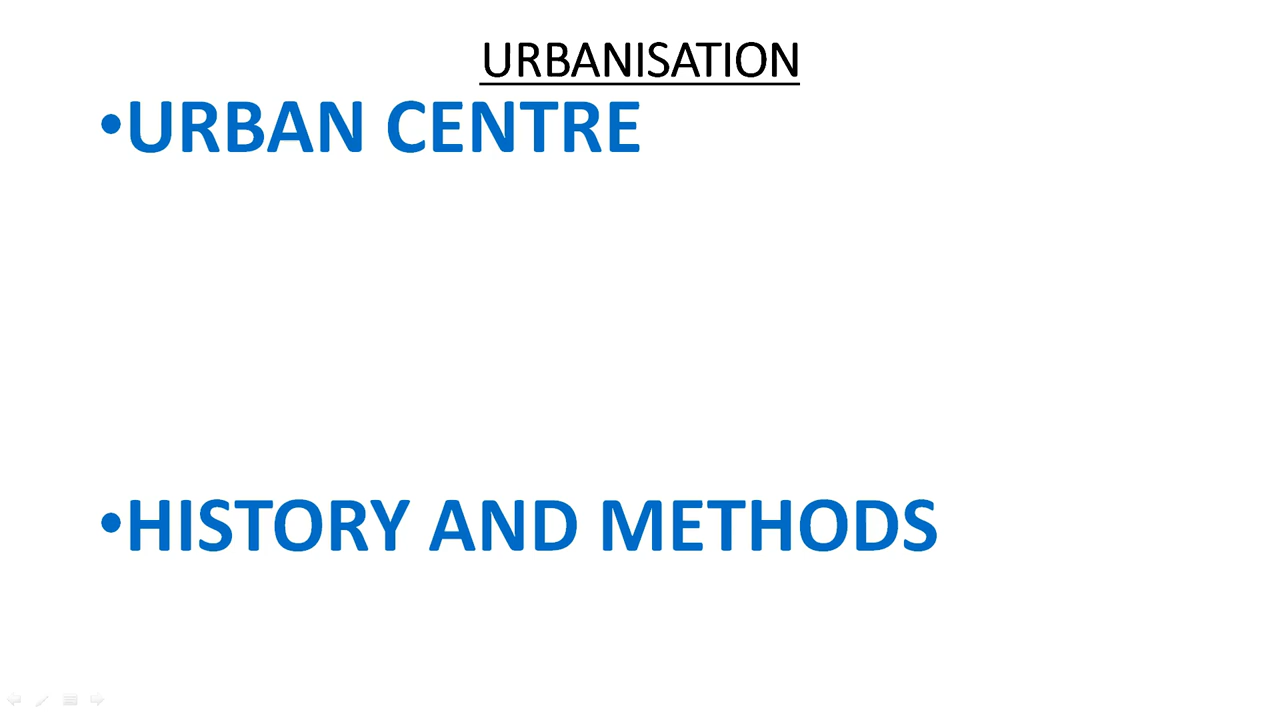 URBANISATION
•URBAN CENTRE
•HISTORY AND METHODS